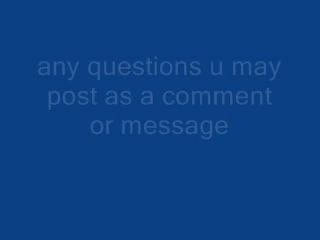 any questions u may
post as a comment
or message